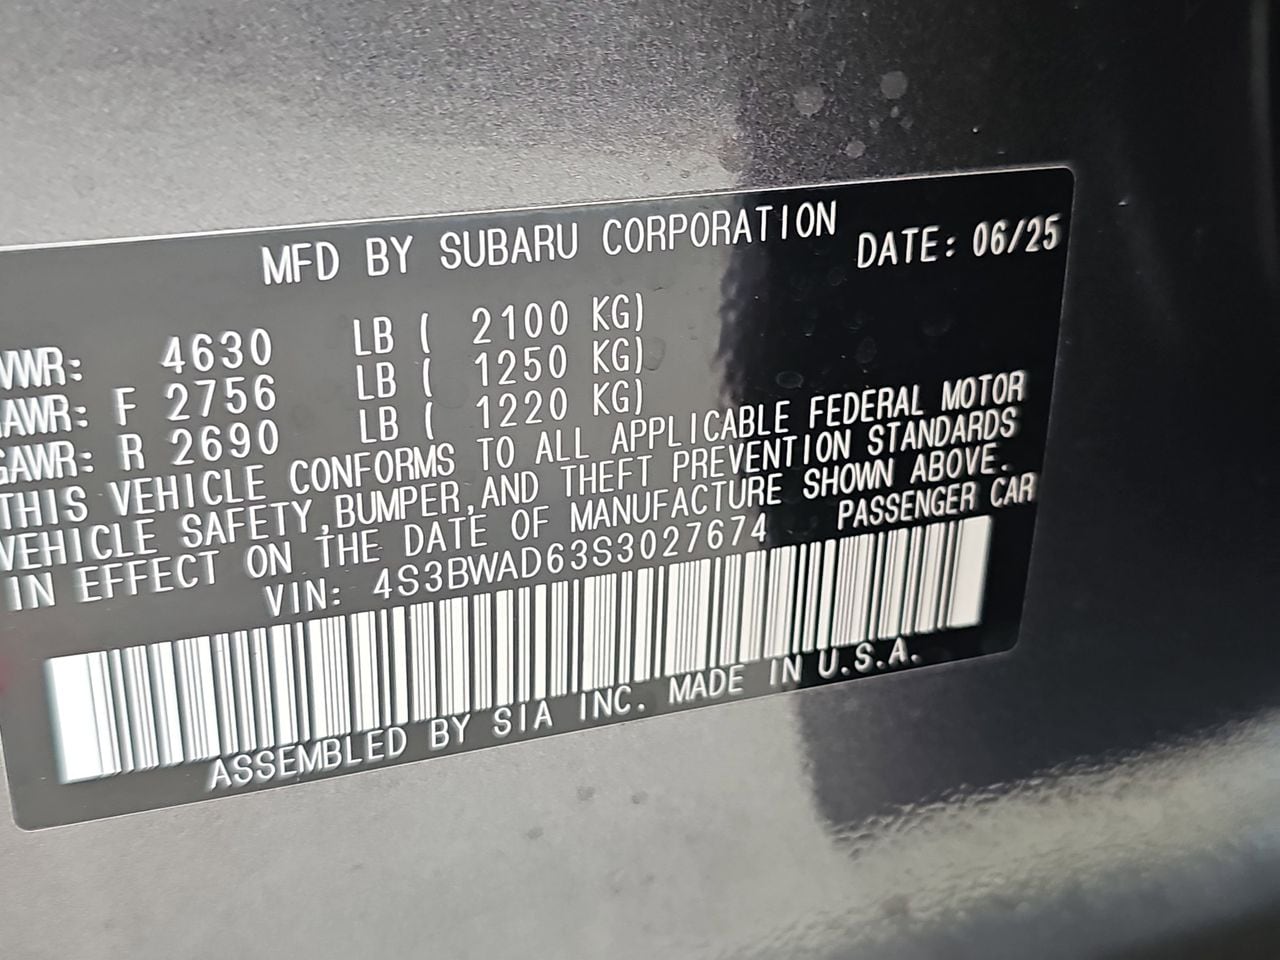 MFD BY SUBARU CORPORATION DATE: 06/25
VWR: 4630 LB ( 2100 KG)
AWR: F 2756 LB ( 1250 KG)
GAWR: R 2690 LB ( 1220 KG)
THIS VEHICLE CONFORMS TO ALL APPLICABLE FEDERAL MOTOR
VEHICLE SAFETY,BUMPER,AND THEFT PREVENTION STANDARDS
IN EFFECT ON THE DATE OF MANUFACTURE SHOWN ABOVE.
VIN: 4S3BWAD63S3027674 PASSENGER CAR
ASSEMBLED BY SIA INC. MADE IN U.S.A.